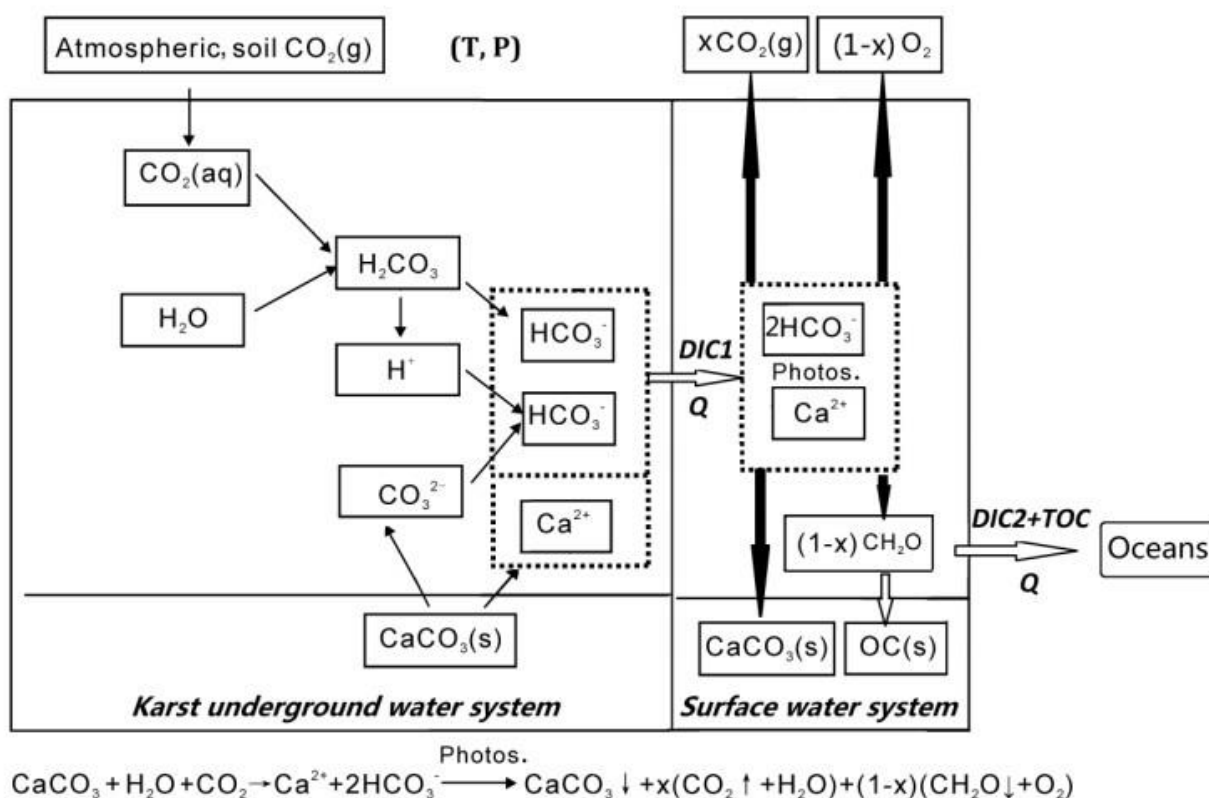 Atmospheric, soil CO₂(g)
(T, P)
xCO₂(g)
(1-x) O₂
CO₂(aq)
H₂CO₃
H₂O
HCO₃⁻
2HCO₃⁻
DIC1
Photos.
H⁺
Q
HCO₃⁻
Ca²⁺
CO₃²⁻
Ca²⁺
(1-x) CH₂O
DIC2+TOC
Q
Oceans
CaCO₃(s)
CaCO₃(s)
OC(s)
Karst underground water system
Surface water system
Photos.
CaCO₃+H₂O+CO₂→Ca²⁺+2HCO₃⁻ ⟶ CaCO₃↓+x(CO₂↑+H₂O)+(1-x)(CH₂O↓+O₂)